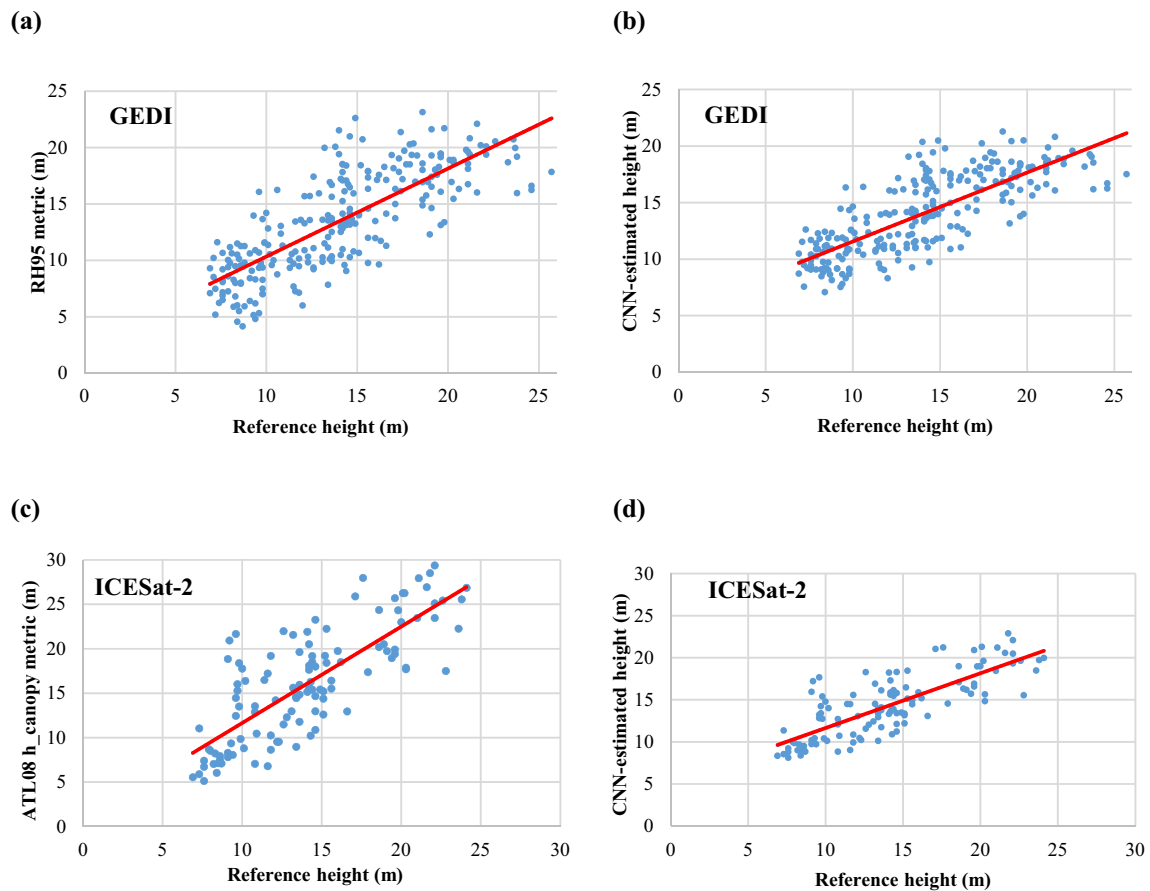 (a)
(b)
GEDI
RH95 metric (m)
25
20
15
10
5
0
0 5 10 15 20 25
Reference height (m)
GEDI
CNN-estimated height (m)
25
20
15
10
5
0
0 5 10 15 20 25
Reference height (m)
(c)
(d)
ICESat-2
ATL08 h_canopy metric (m)
30
25
20
15
10
5
0
0 5 10 15 20 25 30
Reference height (m)
ICESat-2
CNN-estimated height (m)
30
25
20
15
10
5
0
0 5 10 15 20 25 30
Reference height (m)